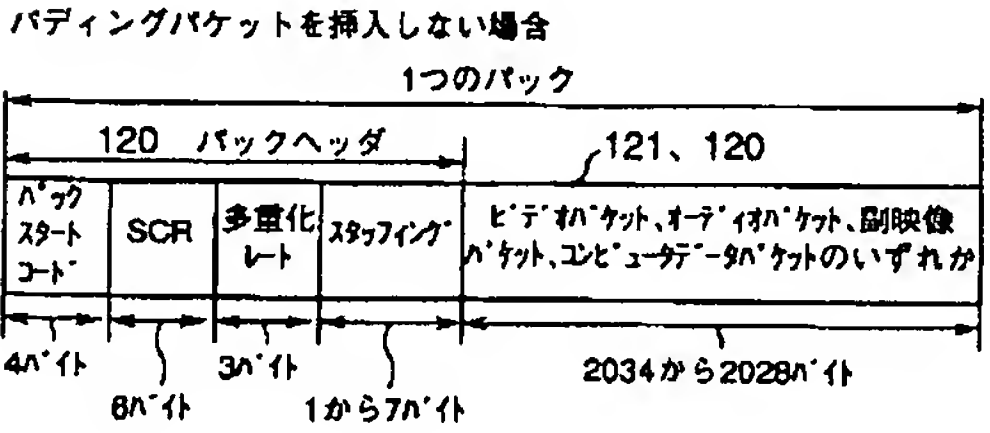 パディングパケットを挿入しない場合
1つのパック
120 パックヘッダ
121、120
パック
スタート
コード
SCR
多重化
レート
スタッフィング
ビデオパケット、オーディオパケット、副映像
パケット、コンピュータデータパケットのいずれか
4バイト
6バイト
3バイト
1から7バイト
2034から2028バイト